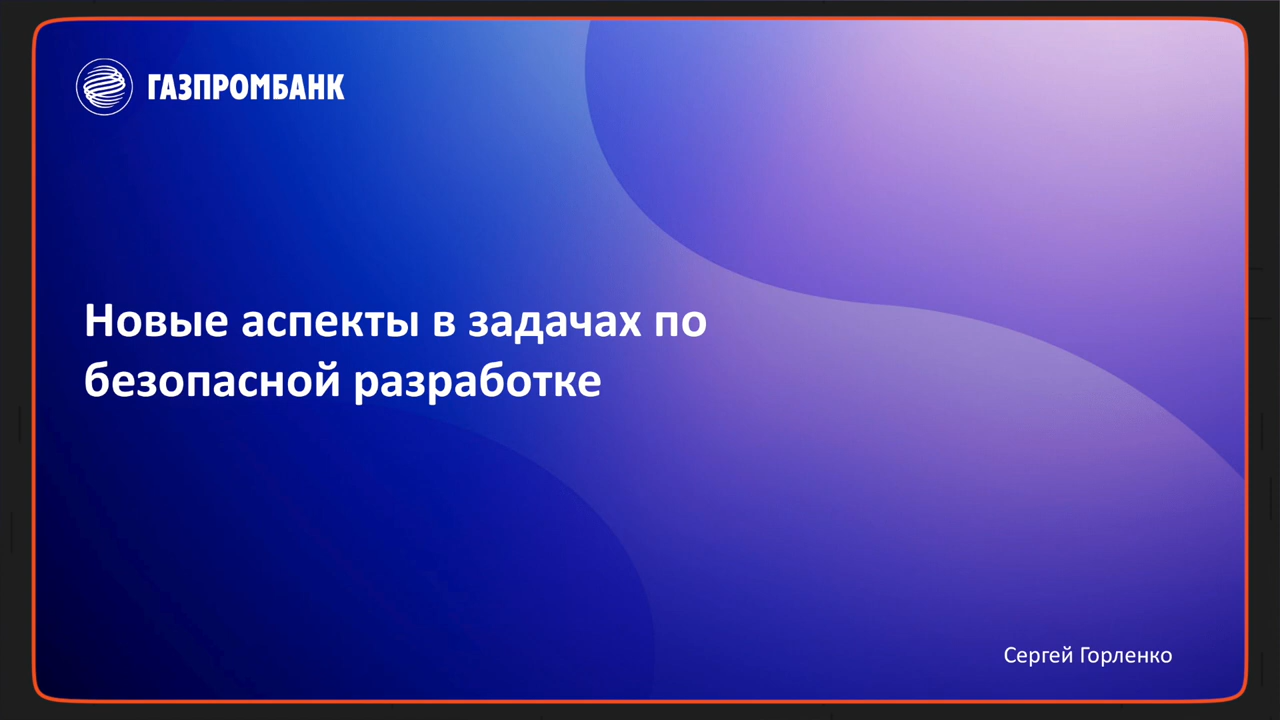 ГАЗПРОМБАНК
Новые аспекты в задачах по
безопасной разработке
Сергей Горленко